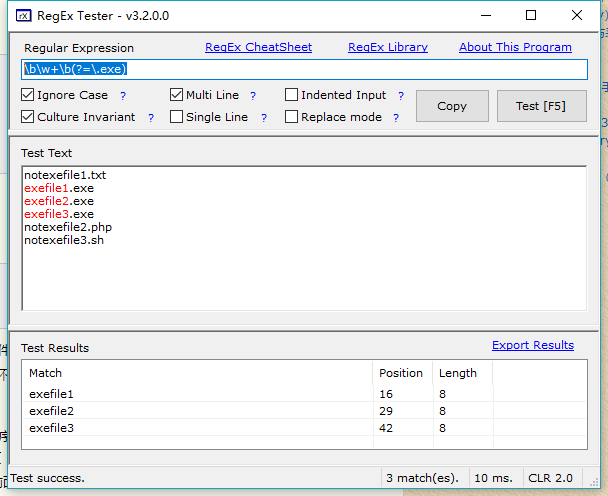 rX RegEx Tester - v3.2.0.0
Regular Expression RegEx CheatSheet RegEx Library About This Program
\b\w+\b(?=\.exe)
Ignore Case ? Multi Line ? Indented Input ? Copy Test [F5]
Culture Invariant ? Single Line ? Replace mode ?
Test Text
notexefile1.txt
exefile1.exe
exefile2.exe
exefile3.exe
notexefile2.php
notexefile3.sh
Test Results Export Results
Match Position Length
exefile1 16 8
exefile2 29 8
exefile3 42 8
Test success. 3 match(es). 10 ms. CLR 2.0